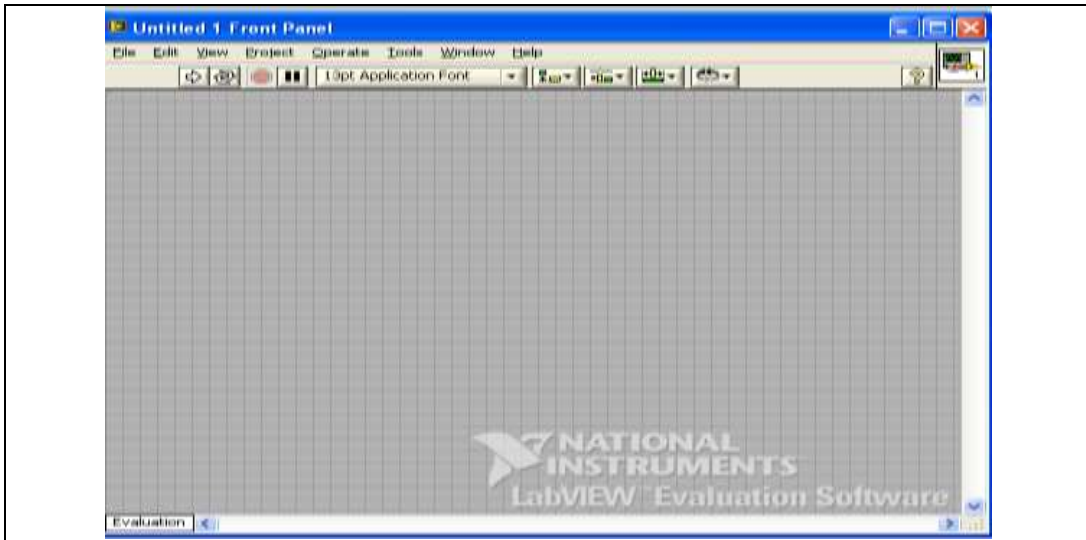 Untitled 1 Front Panel
File Edit View Project Operate Tools Window Help
13pt Application Font
NATIONAL
INSTRUMENTS
LabVIEW™ Evaluation Software
Evaluation